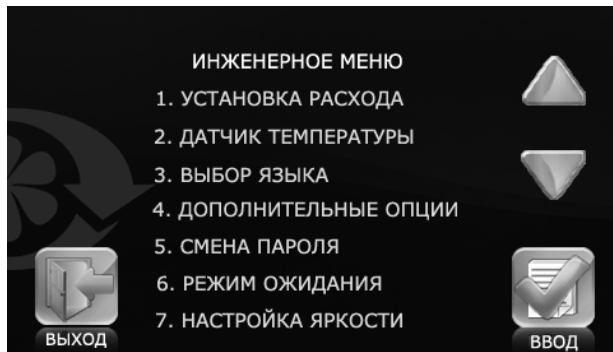 ИНЖЕНЕРНОЕ МЕНЮ
1. УСТАНОВКА РАСХОДА
2. ДАТЧИК ТЕМПЕРАТУРЫ
3. ВЫБОР ЯЗЫКА
4. ДОПОЛНИТЕЛЬНЫЕ ОПЦИИ
5. СМЕНА ПАРОЛЯ
6. РЕЖИМ ОЖИДАНИЯ
7. НАСТРОЙКА ЯРКОСТИ
ВЫХОД
ВВОД